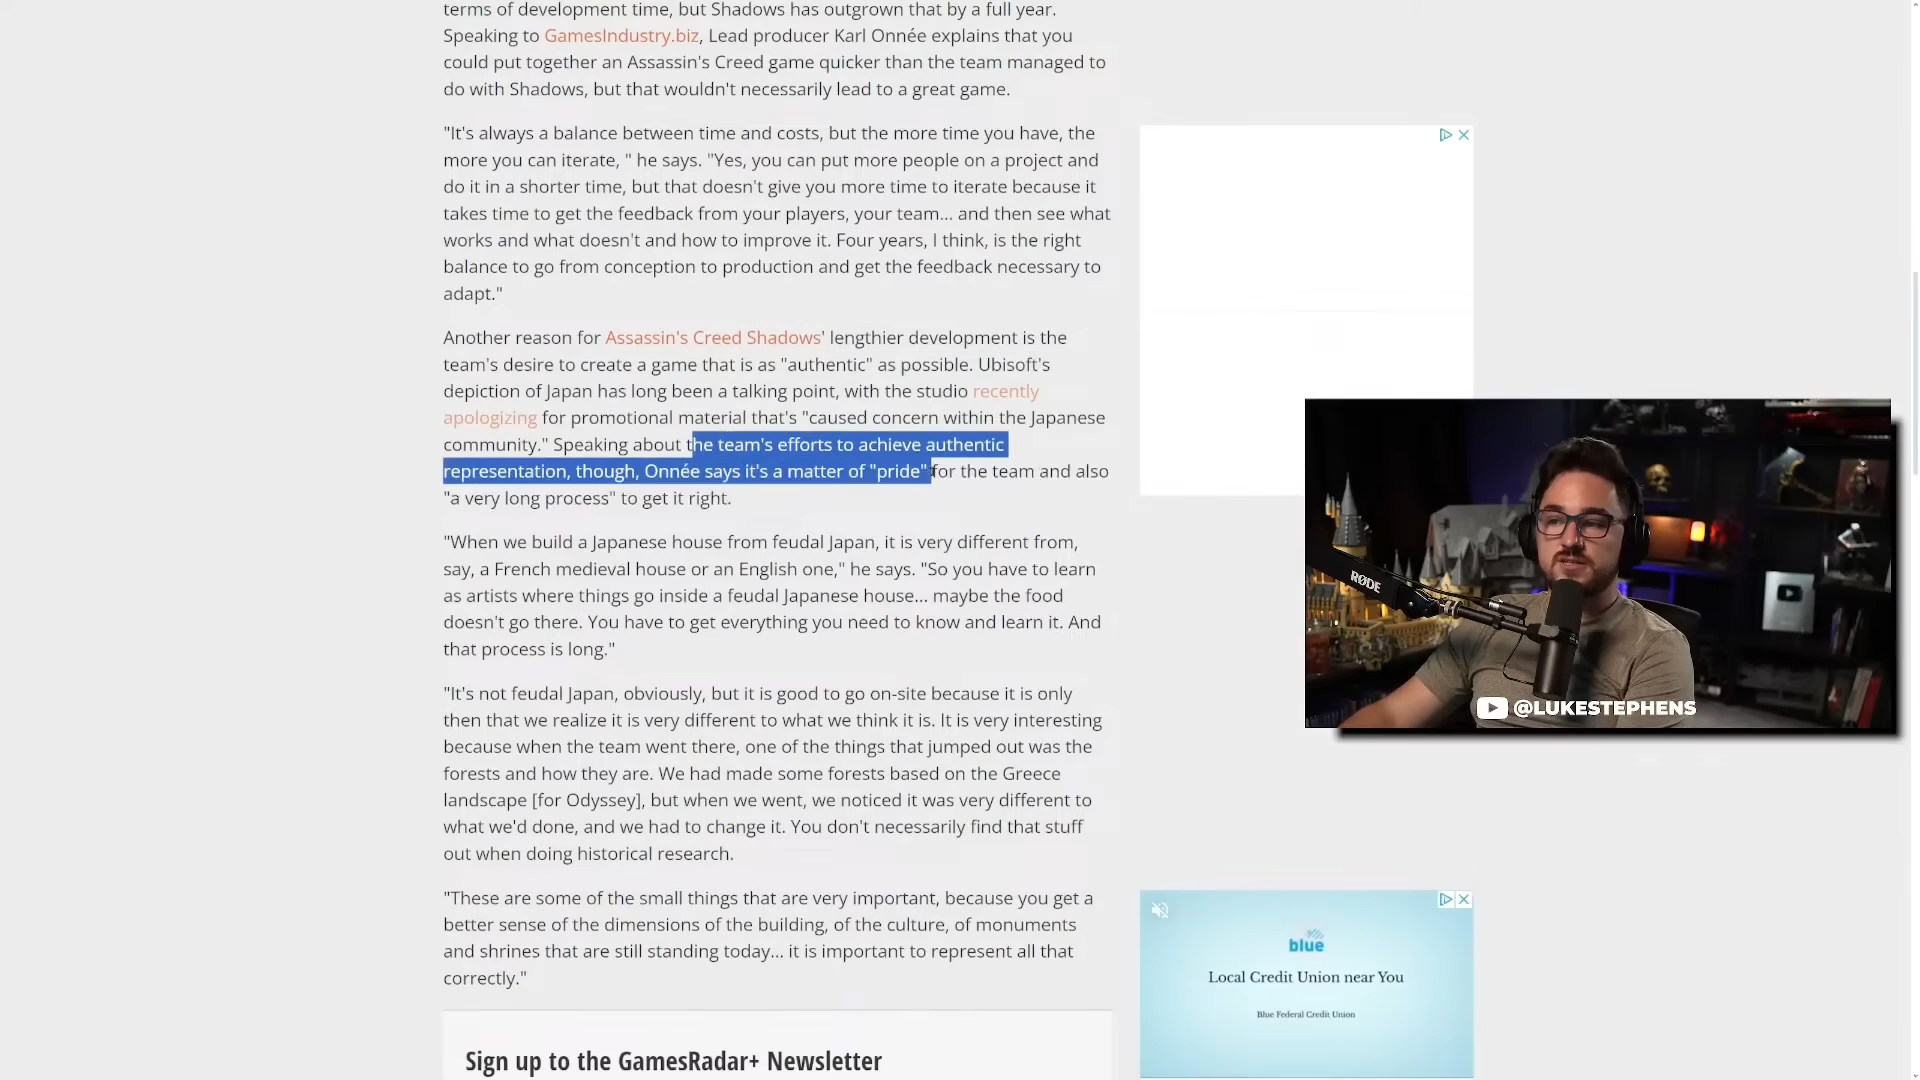 terms of development time, but Shadows has outgrown that by a full year.
Speaking to GamesIndustry.biz, Lead producer Karl Onnée explains that you
could put together an Assassin's Creed game quicker than the team managed to
do with Shadows, but that wouldn't necessarily lead to a great game.
"It's always a balance between time and costs, but the more time you have, the
more you can iterate, " he says. "Yes, you can put more people on a project and
do it in a shorter time, but that doesn't give you more time to iterate because it
takes time to get the feedback from your players, your team... and then see what
works and what doesn't and how to improve it. Four years, I think, is the right
balance to go from conception to production and get the feedback necessary to
adapt."
Another reason for Assassin's Creed Shadows' lengthier development is the
team's desire to create a game that is as "authentic" as possible. Ubisoft's
depiction of Japan has long been a talking point, with the studio recently
apologizing for promotional material that's "caused concern within the Japanese
community." Speaking about the team's efforts to achieve authentic
representation, though, Onnée says it's a matter of "pride" for the team and also
"a very long process" to get it right.
"When we build a Japanese house from feudal Japan, it is very different from,
say, a French medieval house or an English one," he says. "So you have to learn
as artists where things go inside a feudal Japanese house... maybe the food
doesn't go there. You have to get everything you need to know and learn it. And
that process is long."
"It's not feudal Japan, obviously, but it is good to go on-site because it is only
then that we realize it is very different to what we think it is. It is very interesting
because when the team went there, one of the things that jumped out was the
forests and how they are. We had made some forests based on the Greece
landscape [for Odyssey], but when we went, we noticed it was very different to
what we'd done, and we had to change it. You don't necessarily find that stuff
out when doing historical research.
"These are some of the small things that are very important, because you get a
better sense of the dimensions of the building, of the culture, of monuments
and shrines that are still standing today... it is important to represent all that
correctly."
Sign up to the GamesRadar+ Newsletter
RØDE
@LUKESTEPHENS
blue
Local Credit Union near You
Blue Federal Credit Union